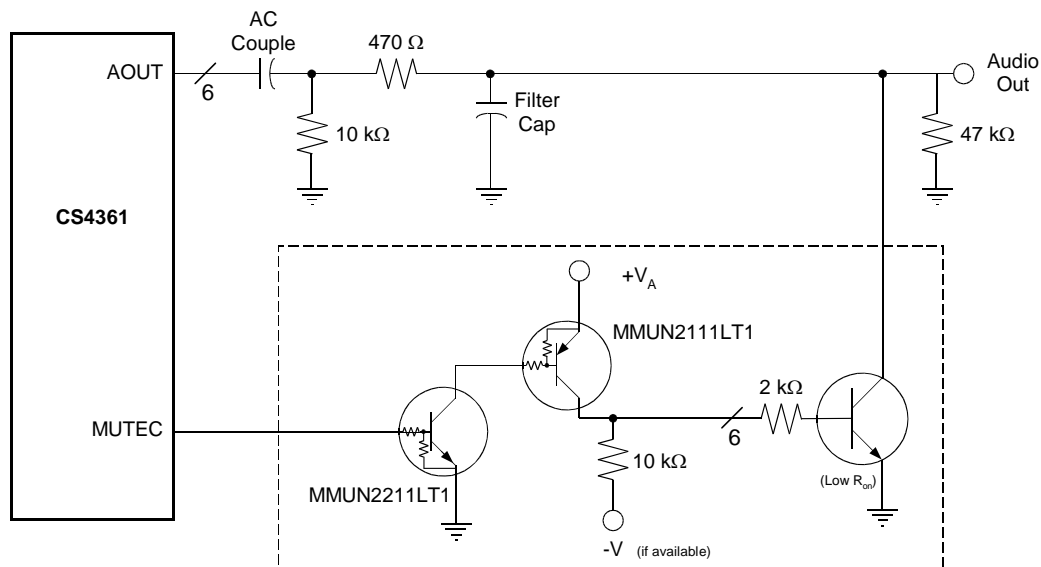 AC
Couple
470 Ω
AOUT
6
Filter
Cap
Audio
Out
10 kΩ
47 kΩ
CS4361
+VA
MMUN2111LT1
2 kΩ
MUTEC
6
10 kΩ
(Low Ron)
MMUN2211LT1
-V (if available)